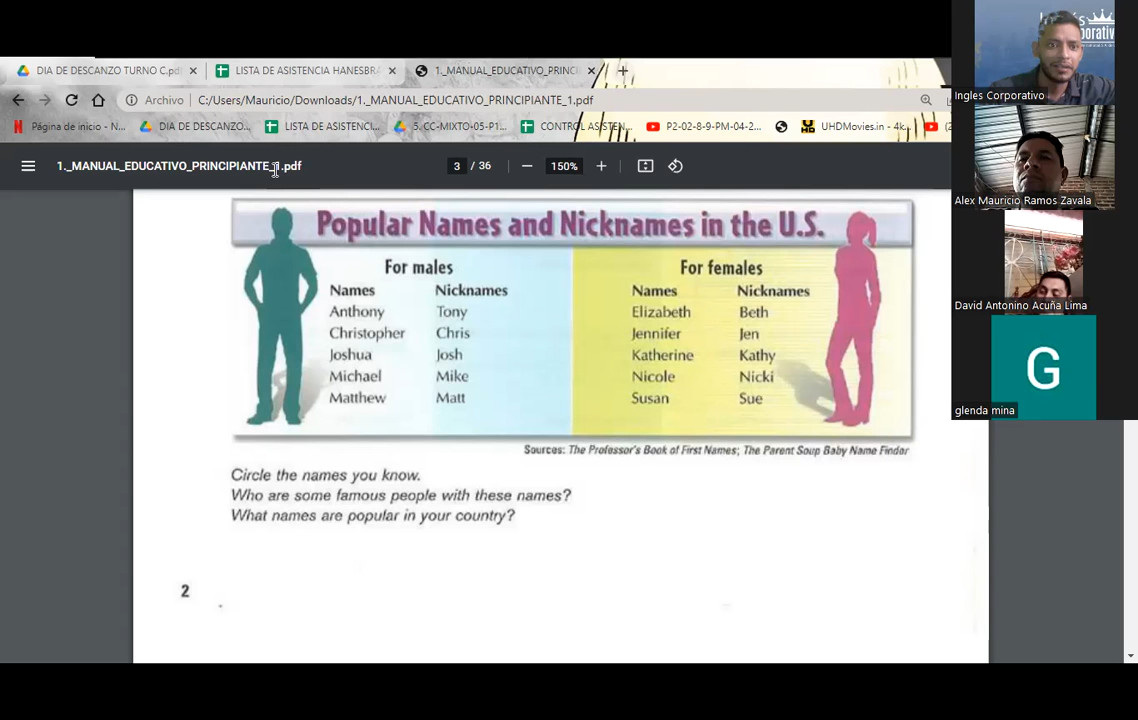 DIA DE DESCANZO TURNO C.pd
LISTA DE ASISTENCIA HANESBRA
1._MANUAL_EDUCATIVO_PRINCI
Archivo
C:/Users/Mauricio/Downloads/1._MANUAL_EDUCATIVO_PRINCIPIANTE_1.pdf
Página de inicio - N...
DIA DE DESCANZO...
LISTA DE ASISTENCI...
5. CC-MIXTO-05-P1...
CONTROL ASISTEN...
P2-02-8-9-PM-04-2...
UHDMovies.in - 4k...
1._MANUAL_EDUCATIVO_PRINCIPIANTE_1.pdf
3 / 36
150%
Popular Names and Nicknames in the U.S.
For males
Names Nicknames
Anthony Tony
Christopher Chris
Joshua Josh
Michael Mike
Matthew Matt
For females
Names Nicknames
Elizabeth Beth
Jennifer Jen
Katherine Kathy
Nicole Nicki
Susan Sue
Sources: The Professor's Book of First Names; The Parent Soup Baby Name Finder
Circle the names you know.
Who are some famous people with these names?
What names are popular in your country?
2
Ingles Corporativo
Alex Mauricio Ramos Zavala
David Antonino Acuña Lima
G
glenda mina